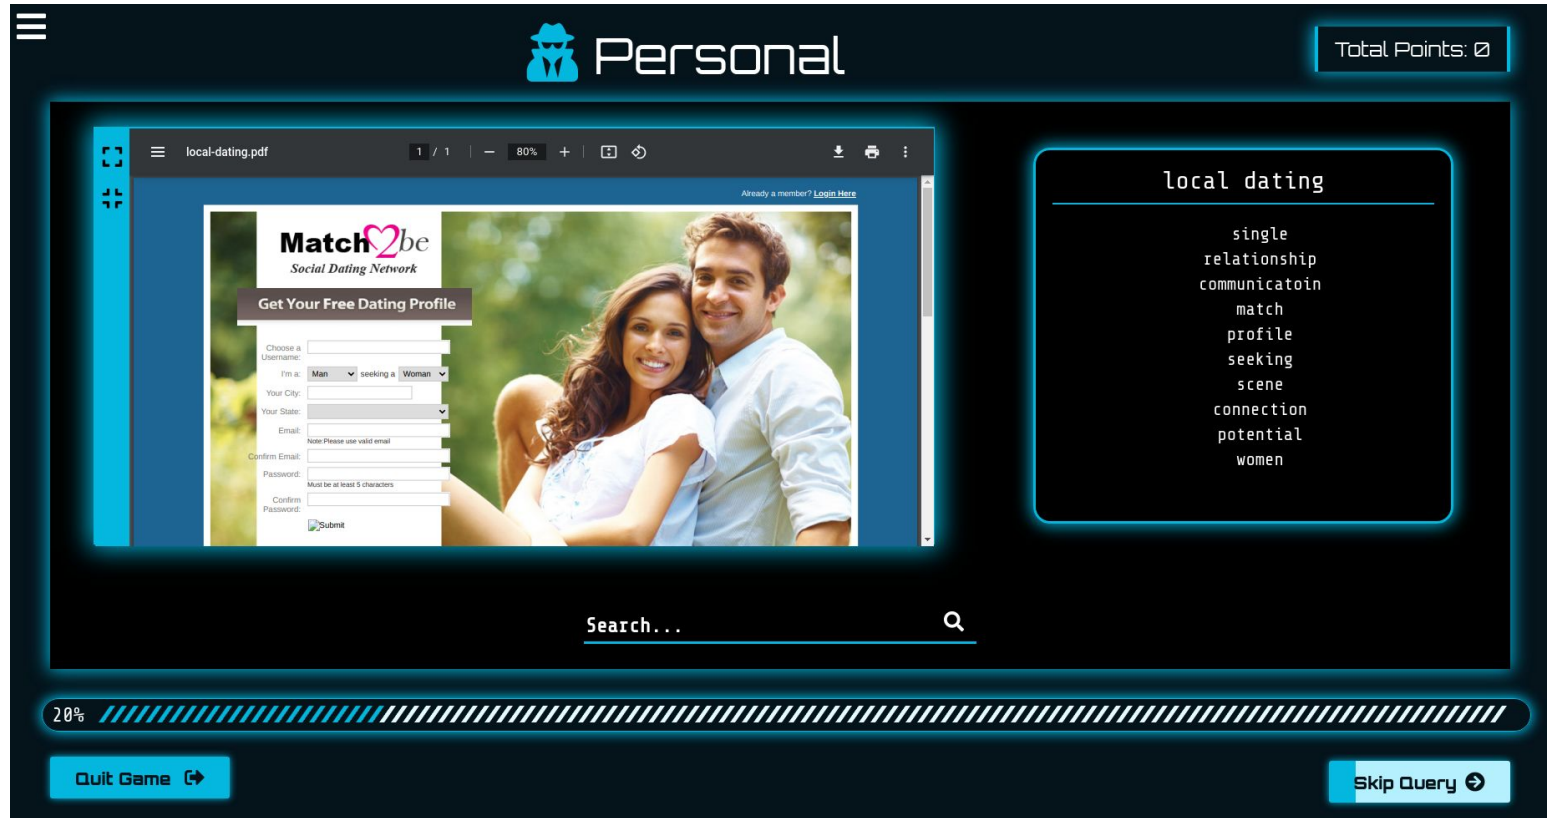 Personal
Total Points: 0
local-dating.pdf
1 / 1
80%
Already a member? Login Here
Match2be
Social Dating Network
Get Your Free Dating Profile
Choose a Username:
I'm a: Man seeking a Woman
Your City:
Your State:
Email:
Note:Please use valid email
Confirm Email:
Password:
Must be at least 5 characters
Confirm Password:
Submit
local dating
single
relationship
communicatoin
match
profile
seeking
scene
connection
potential
women
Search...
20%
Quit Game
Skip Query